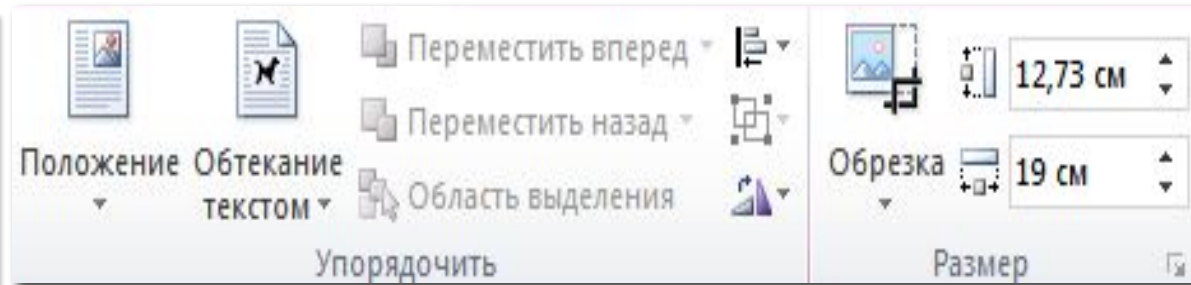 Положение
Обтекание
текстом
Переместить вперед
Переместить назад
Область выделения
Упорядочить
Обрезка
12,73 см
19 см
Размер